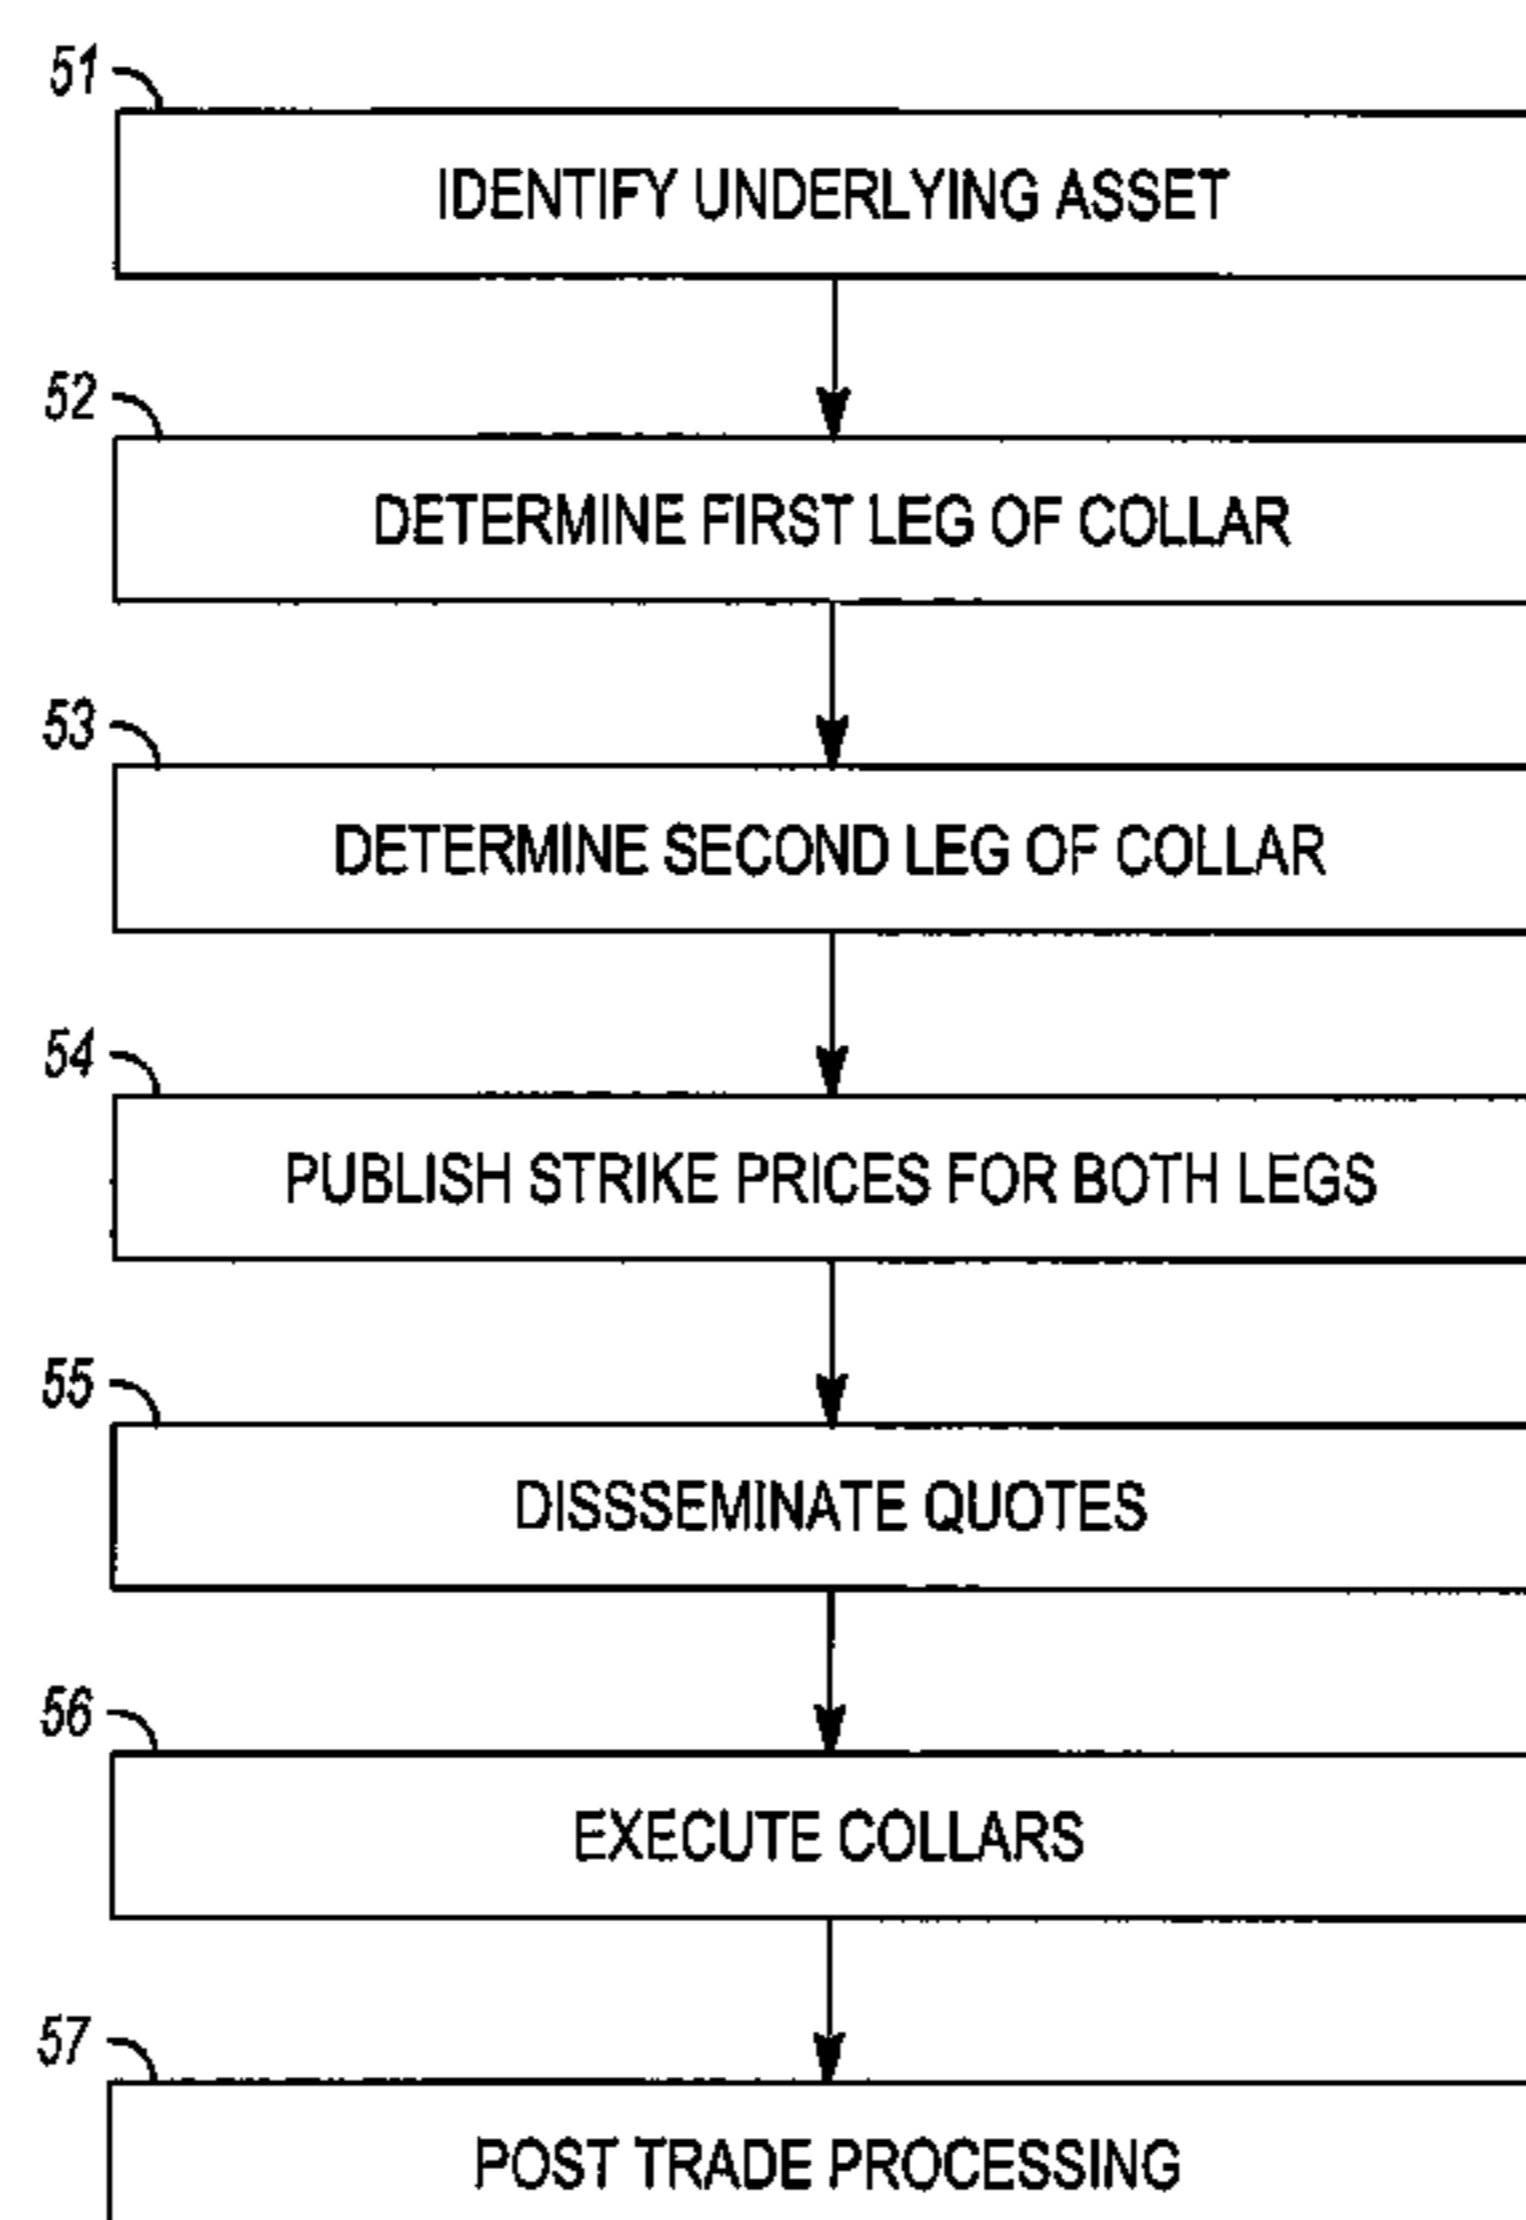 51
IDENTIFY UNDERLYING ASSET
52
DETERMINE FIRST LEG OF COLLAR
53
DETERMINE SECOND LEG OF COLLAR
54
PUBLISH STRIKE PRICES FOR BOTH LEGS
55
DISSSEMINATE QUOTES
56
EXECUTE COLLARS
57
POST TRADE PROCESSING